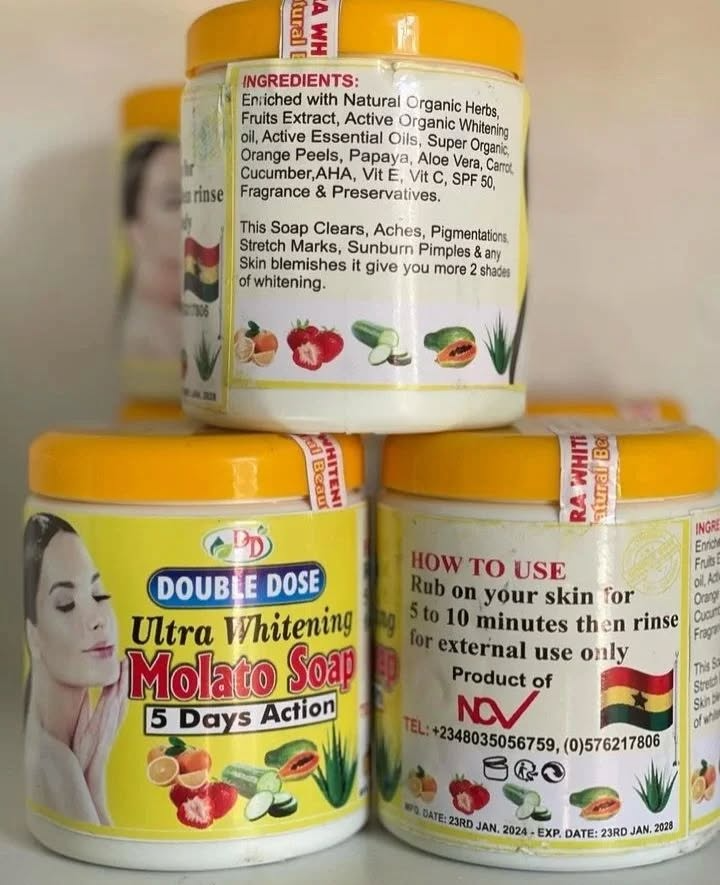 INGREDIENTS:
Enriched with Natural Organic Herbs,
Fruits Extract, Active Organic Whitening
oil, Active Essential Oils, Super Organic,
Orange Peels, Papaya, Aloe Vera, Carrot,
Cucumber,AHA, Vit E, Vit C, SPF 50,
Fragrance & Preservatives.
This Soap Clears, Aches, Pigmentations,
Stretch Marks, Sunburn Pimples & any
Skin blemishes it give you more 2 shades
of whitening.
DD
DOUBLE DOSE
Ultra Whitening
Molato Soap
5 Days Action
HOW TO USE
Rub on your skin for
5 to 10 minutes then rinse
for external use only
Product of
NOV
TEL: +2348035056759, (0)576217806
MFD. DATE: 23RD JAN. 2024 - EXP. DATE: 23RD JAN. 2028